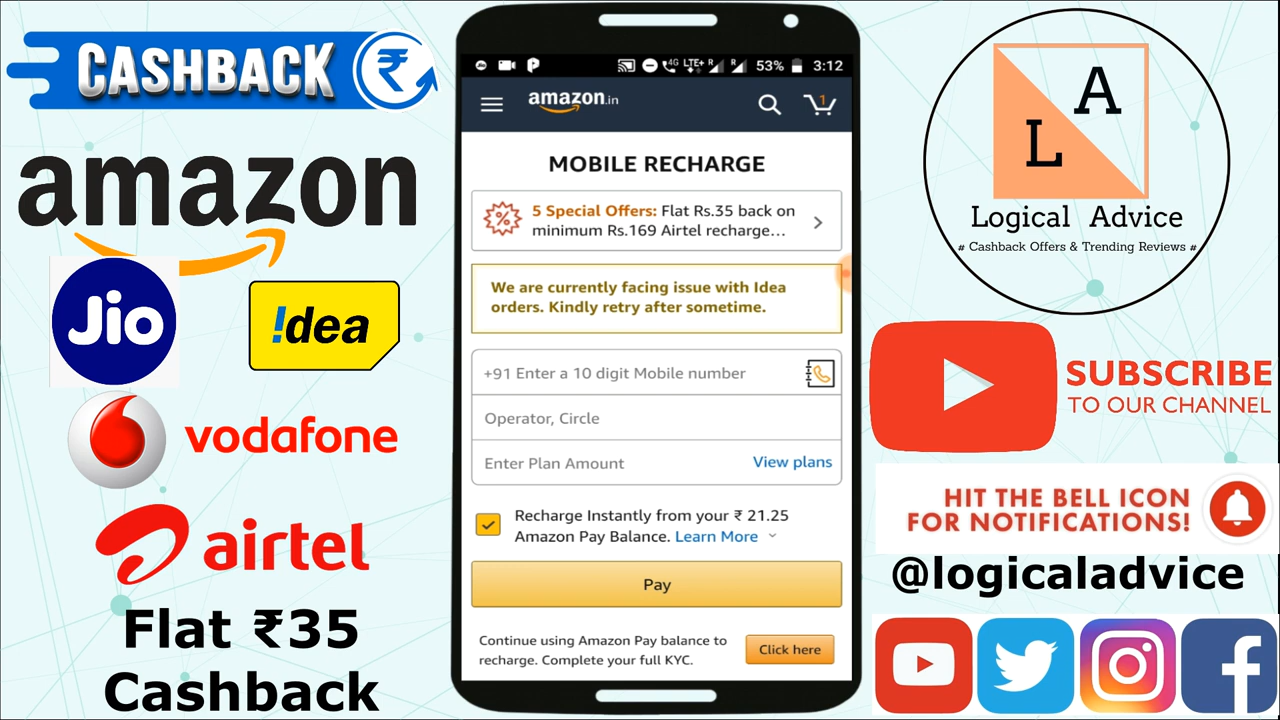 CASHBACK ₹
amazon
Jio
!dea
vodafone
airtel
Flat ₹35
Cashback
4G LTE+ R R 53% 3:12
amazon.in
1
MOBILE RECHARGE
5 Special Offers: Flat Rs.35 back on
minimum Rs.169 Airtel recharge...
We are currently facing issue with Idea
orders. Kindly retry after sometime.
+91 Enter a 10 digit Mobile number
Operator, Circle
Enter Plan Amount View plans
Recharge Instantly from your ₹ 21.25
Amazon Pay Balance. Learn More
Pay
Continue using Amazon Pay balance to
recharge. Complete your full KYC.
Click here
A
L
Logical Advice
# Cashback Offers & Trending Reviews #
SUBSCRIBE
TO OUR CHANNEL
HIT THE BELL ICON
FOR NOTIFICATIONS!
@logicaladvice